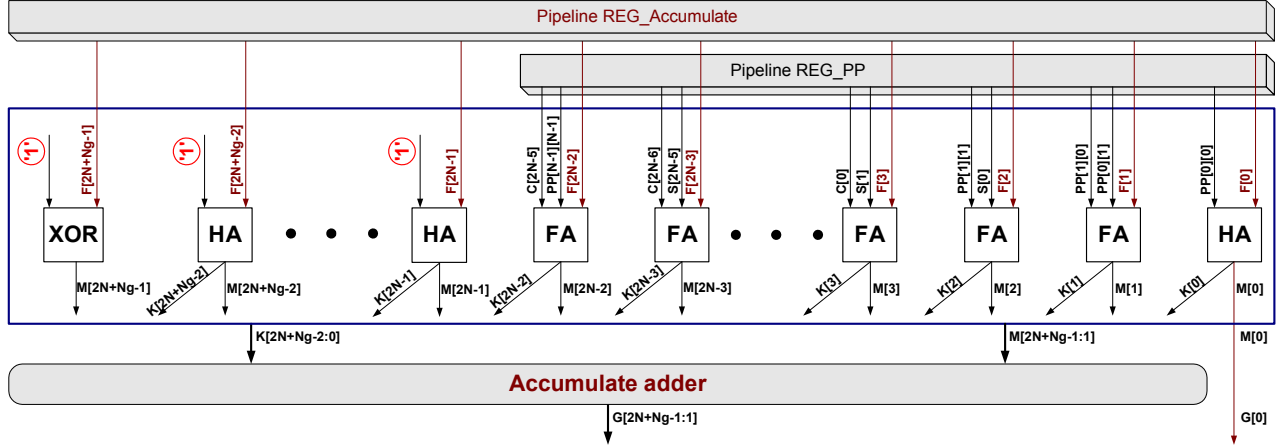 Pipeline REG_Accumulate
Pipeline REG_PP
"1"
F[2N+Ng-1]
"1"
F[2N+Ng-2]
"1"
F[2N-1]
C[2N-5]
PP[N-1][N-1]
F[2N-2]
C[2N-6]
S[2N-5]
F[2N-3]
C[0]
S[1]
F[3]
PP[1][1]
S[0]
F[2]
PP[1][0]
PP[0][1]
F[1]
PP[0][0]
F[0]
XOR
HA
HA
FA
FA
FA
FA
FA
HA
M[2N+Ng-1]
K[2N+Ng-2]
M[2N+Ng-2]
K[2N-1]
M[2N-1]
K[2N-2]
M[2N-2]
K[2N-3]
M[2N-3]
K[3]
M[3]
K[2]
M[2]
K[1]
M[1]
K[0]
M[0]
K[2N+Ng-2:0]
M[2N+Ng-1:1]
M[0]
Accumulate adder
G[2N+Ng-1:1]
G[0]